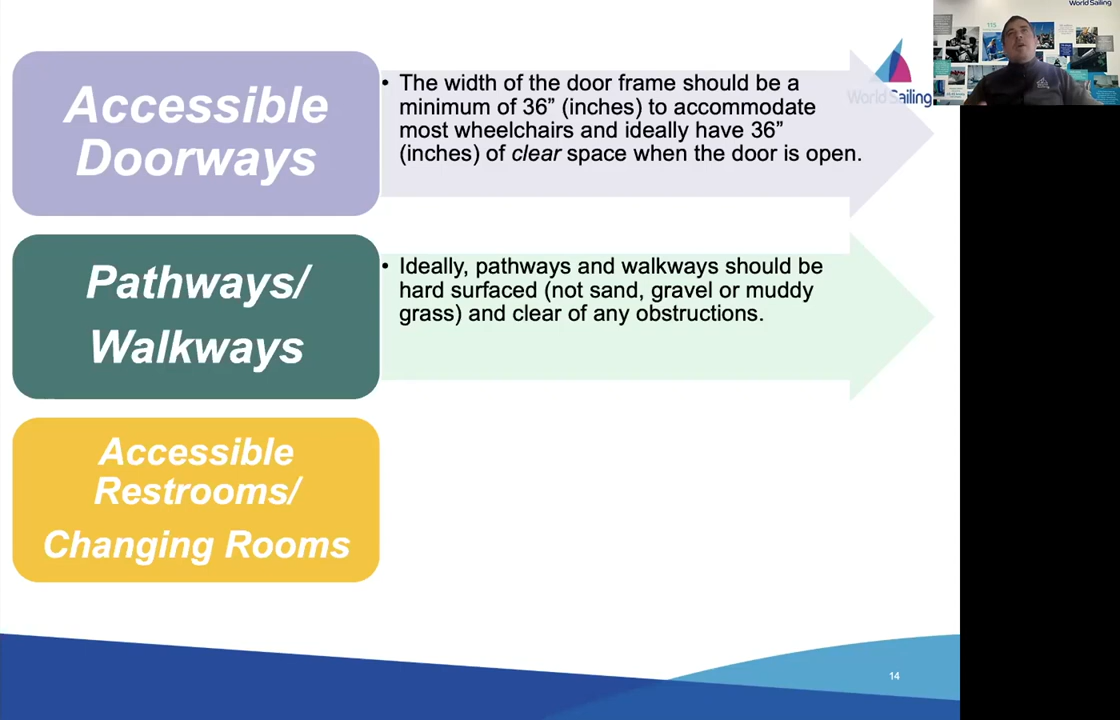 World Sailing
Accessible
Doorways
• The width of the door frame should be a
minimum of 36” (inches) to accommodate
most wheelchairs and ideally have 36”
(inches) of clear space when the door is open.
World Sailing
Pathways/
Walkways
• Ideally, pathways and walkways should be
hard surfaced (not sand, gravel or muddy
grass) and clear of any obstructions.
Accessible
Restrooms/
Changing Rooms
14